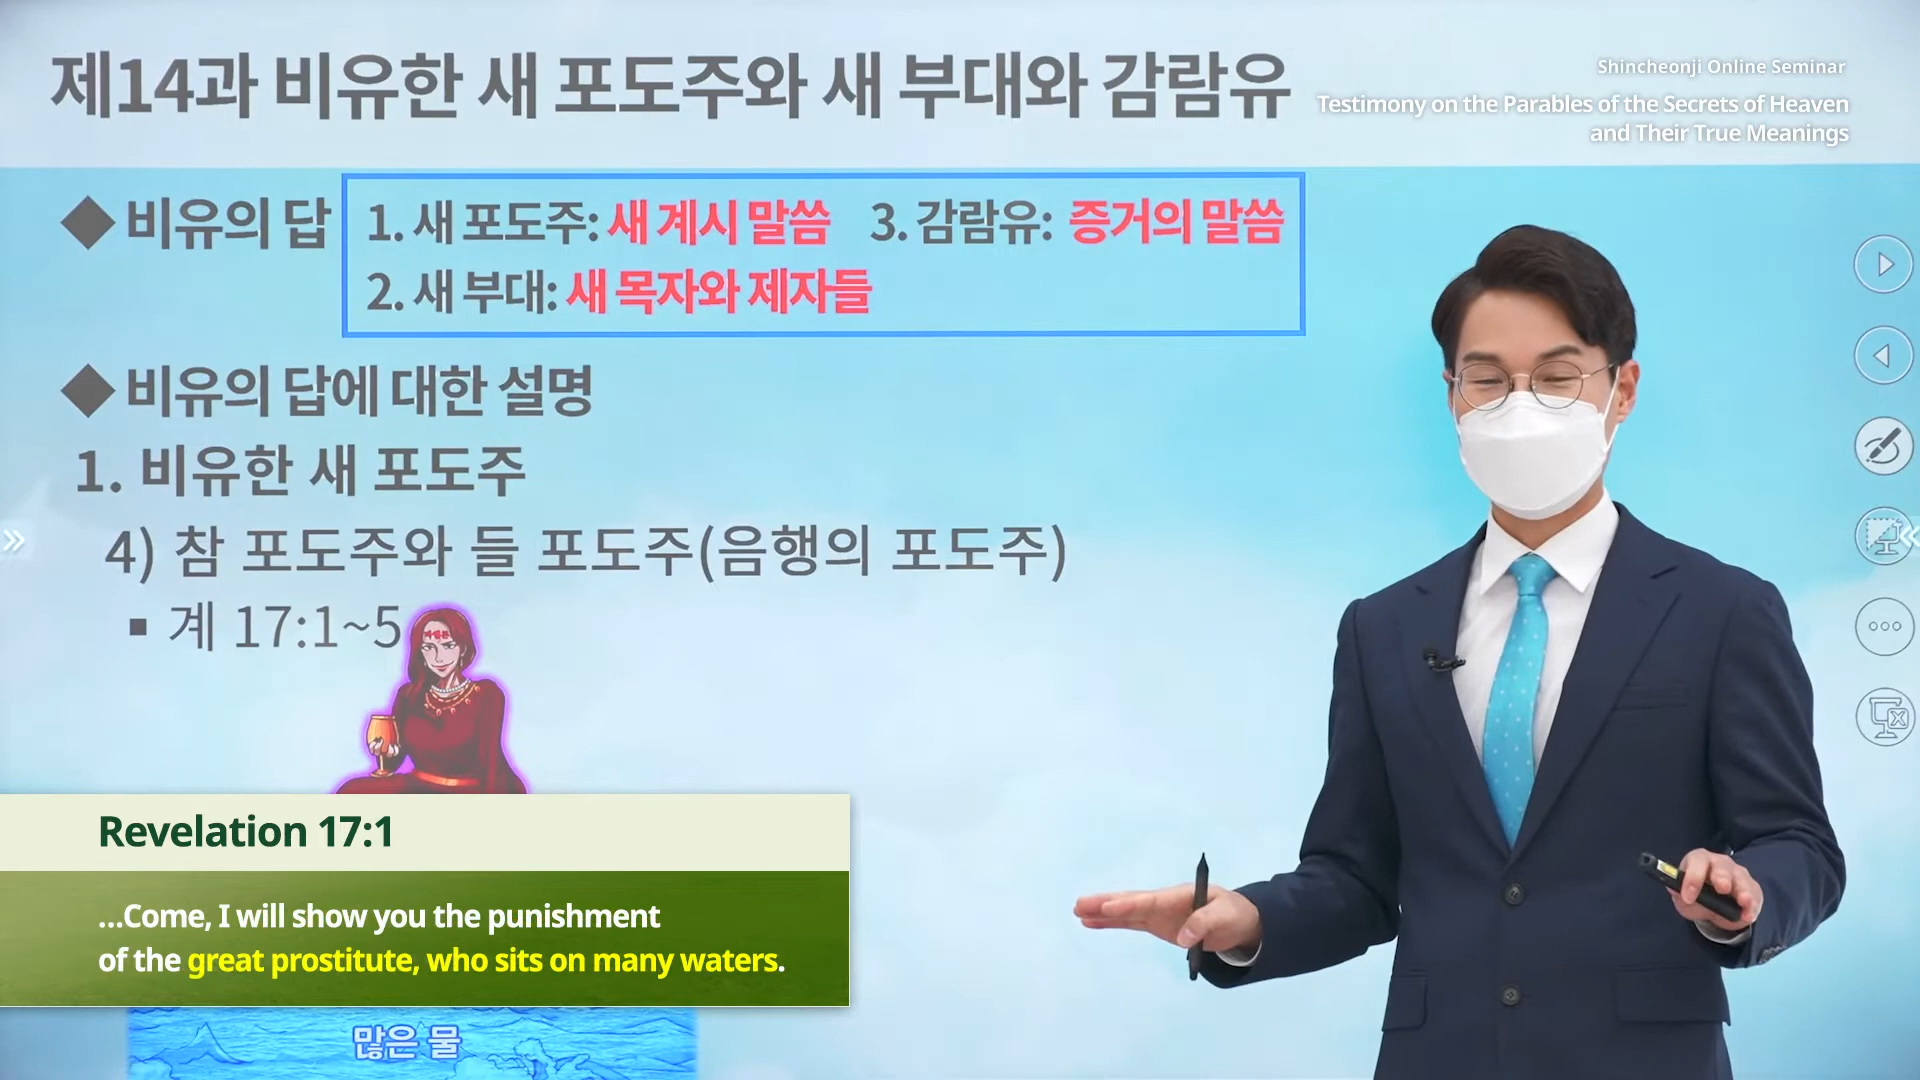 제14과 비유한 새 포도주와 새 부대와 감람유
Shincheonji Online Seminar
Testimony on the Parables of the Secrets of Heaven
and Their True Meanings
◆ 비유의 답
1. 새 포도주: 새 계시 말씀 3. 감람유: 증거의 말씀
2. 새 부대: 새 목자와 제자들
◆ 비유의 답에 대한 설명
1. 비유한 새 포도주
4) 참 포도주와 들 포도주(음행의 포도주)
▪ 계 17:1~5
바벨론
Revelation 17:1
...Come, I will show you the punishment
of the great prostitute, who sits on many waters.
많은 물